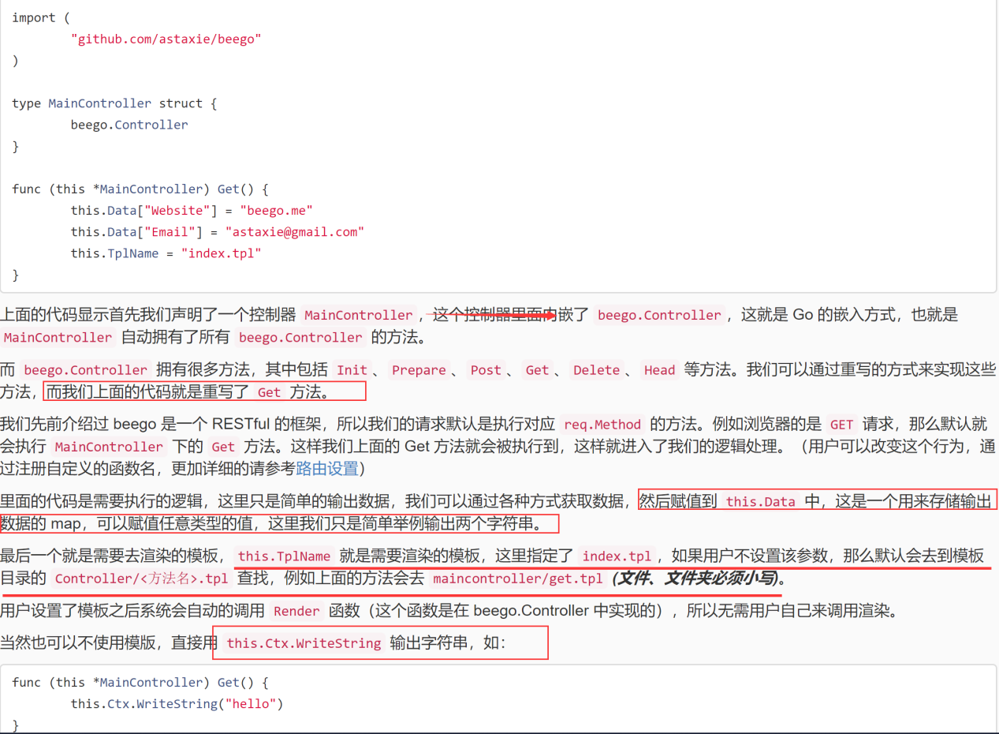 import (
"github.com/astaxie/beego"
)
type MainController struct {
beego.Controller
}
func (this *MainController) Get() {
this.Data["Website"] = "beego.me"
this.Data["Email"] = "astaxie@gmail.com"
this.TplName = "index.tpl"
}
上面的代码显示首先我们声明了一个控制器 MainController ，这个控制器里面内嵌了 beego.Controller ，这就是 Go 的嵌入方式，也就是
MainController 自动拥有了所有 beego.Controller 的方法。
而 beego.Controller 拥有很多方法，其中包括 Init 、 Prepare 、 Post 、 Get 、 Delete 、 Head 等方法。我们可以通过重写的方式来实现这些
方法，而我们上面的代码就是重写了 Get 方法。
我们先前介绍过 beego 是一个 RESTful 的框架，所以我们的请求默认是执行对应 req.Method 的方法。例如浏览器的是 GET 请求，那么默认就
会执行 MainController 下的 Get 方法。这样我们上面的 Get 方法就会被执行到，这样就进入了我们的逻辑处理。（用户可以改变这个行为，通
过注册自定义的函数名，更加详细的请参考路由设置）
里面的代码是需要执行的逻辑，这里只是简单的输出数据，我们可以通过各种方式获取数据，然后赋值到 this.Data 中，这是一个用来存储输出
数据的 map，可以赋值任意类型的值，这里我们只是简单举例输出两个字符串。
最后一个就是需要去渲染的模板， this.TplName 就是需要渲染的模板，这里指定了 index.tpl ，如果用户不设置该参数，那么默认会去到模板
目录的 Controller/<方法名>.tpl 查找，例如上面的方法会去 maincontroller/get.tpl (文件、文件夹必须小写)。
用户设置了模板之后系统会自动的调用 Render 函数（这个函数是在 beego.Controller 中实现的），所以无需用户自己来调用渲染。
当然也可以不使用模版，直接用 this.Ctx.WriteString 输出字符串，如：
func (this *MainController) Get() {
this.Ctx.WriteString("hello")
}